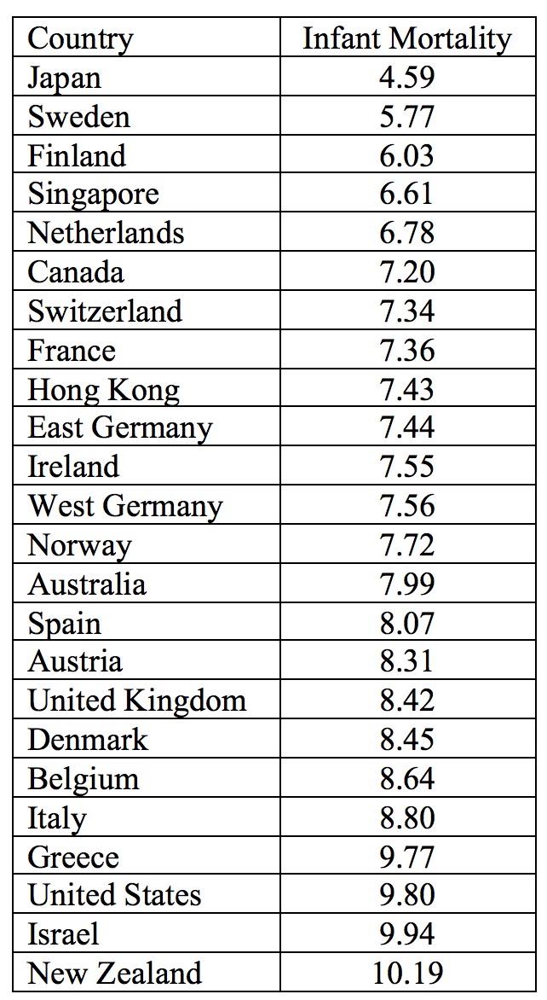 Country Infant Mortality
Japan 4.59
Sweden 5.77
Finland 6.03
Singapore 6.61
Netherlands 6.78
Canada 7.20
Switzerland 7.34
France 7.36
Hong Kong 7.43
East Germany 7.44
Ireland 7.55
West Germany 7.56
Norway 7.72
Australia 7.99
Spain 8.07
Austria 8.31
United Kingdom 8.42
Denmark 8.45
Belgium 8.64
Italy 8.80
Greece 9.77
United States 9.80
Israel 9.94
New Zealand 10.19